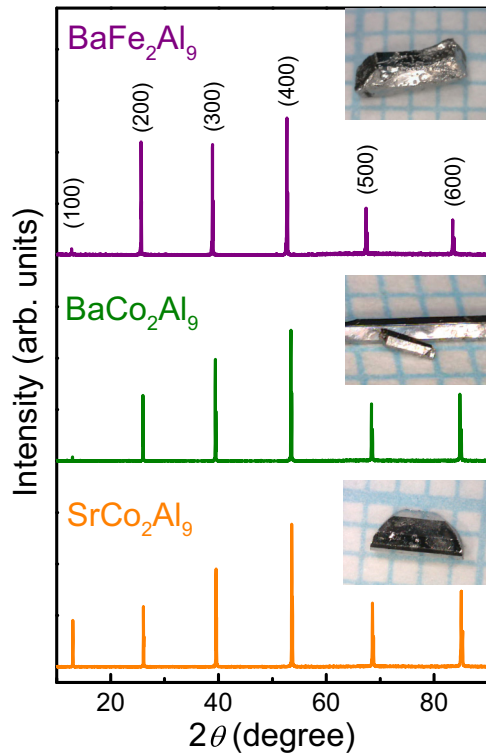 BaFe₂Al₉
(100)
(200)
(300)
(400)
(500)
(600)
BaCo₂Al₉
SrCo₂Al₉
Intensity (arb. units)
20 40 60 80
2θ (degree)